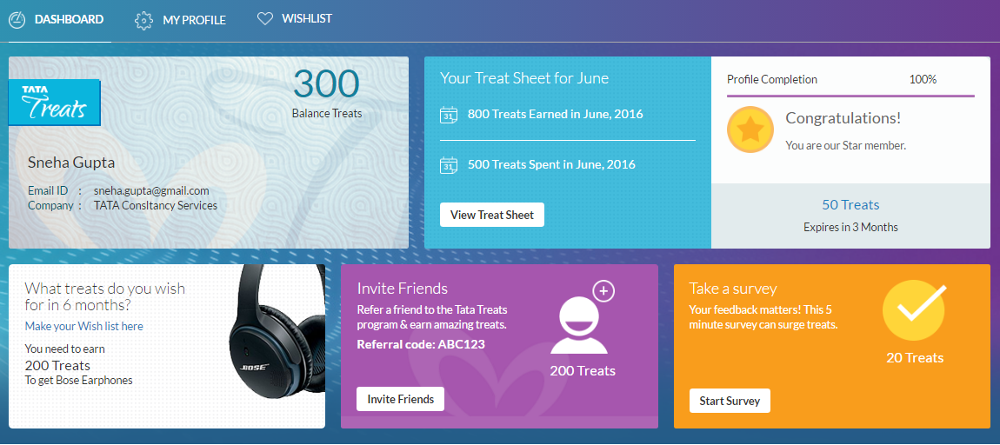 DASHBOARD
MY PROFILE
WISHLIST
TATA
Treats
300
Balance Treats
Sneha Gupta
Email ID : sneha.gupta@gmail.com
Company : TATA Consltancy Services
Your Treat Sheet for June
31 800 Treats Earned in June, 2016
31 500 Treats Spent in June, 2016
View Treat Sheet
Profile Completion 100%
Congratulations!
You are our Star member.
50 Treats
Expires in 3 Months
What treats do you wish
for in 6 months?
Make your Wish list here
You need to earn
200 Treats
To get Bose Earphones
BOSE
Invite Friends
Refer a friend to the Tata Treats
program & earn amazing treats.
Referral code: ABC123
200 Treats
Invite Friends
Take a survey
Your feedback matters! This 5
minute survey can surge treats.
20 Treats
Start Survey